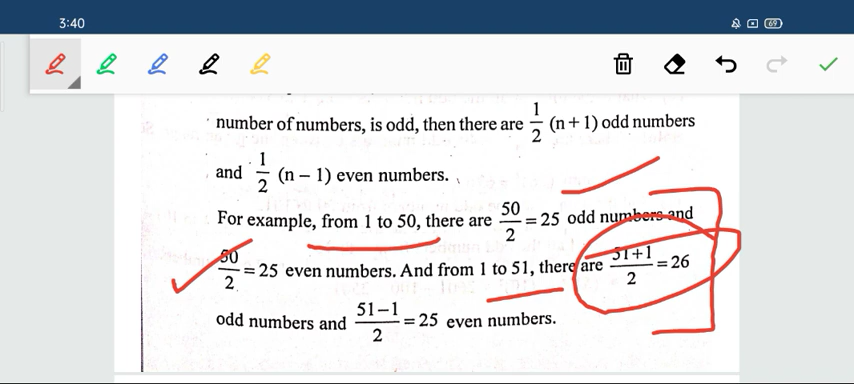 3:40
69
number of numbers, is odd, then there are 1/2 (n + 1) odd numbers
and 1/2 (n – 1) even numbers.
For example, from 1 to 50, there are 50/2 = 25 odd numbers and
50/2 = 25 even numbers. And from 1 to 51, there are 51+1/2 = 26
odd numbers and 51–1/2 = 25 even numbers.